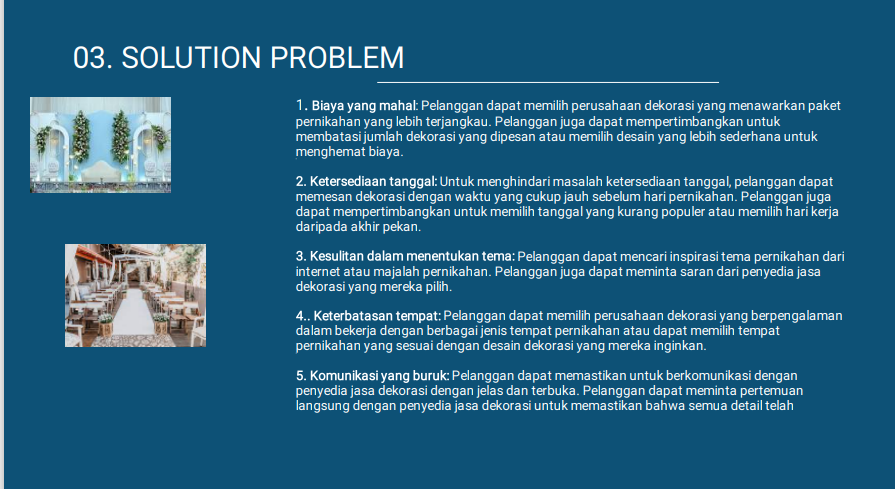 03. SOLUTION PROBLEM
1. Biaya yang mahal: Pelanggan dapat memilih perusahaan dekorasi yang menawarkan paket
pernikahan yang lebih terjangkau. Pelanggan juga dapat mempertimbangkan untuk
membatasi jumlah dekorasi yang dipesan atau memilih desain yang lebih sederhana untuk
menghemat biaya.
2. Ketersediaan tanggal: Untuk menghindari masalah ketersediaan tanggal, pelanggan dapat
memesan dekorasi dengan waktu yang cukup jauh sebelum hari pernikahan. Pelanggan juga
dapat mempertimbangkan untuk memilih tanggal yang kurang populer atau memilih hari kerja
daripada akhir pekan.
3. Kesulitan dalam menentukan tema: Pelanggan dapat mencari inspirasi tema pernikahan dari
internet atau majalah pernikahan. Pelanggan juga dapat meminta saran dari penyedia jasa
dekorasi yang mereka pilih.
4.. Keterbatasan tempat: Pelanggan dapat memilih perusahaan dekorasi yang berpengalaman
dalam bekerja dengan berbagai jenis tempat pernikahan atau dapat memilih tempat
pernikahan yang sesuai dengan desain dekorasi yang mereka inginkan.
5. Komunikasi yang buruk: Pelanggan dapat memastikan untuk berkomunikasi dengan
penyedia jasa dekorasi dengan jelas dan terbuka. Pelanggan dapat meminta pertemuan
langsung dengan penyedia jasa dekorasi untuk memastikan bahwa semua detail telah